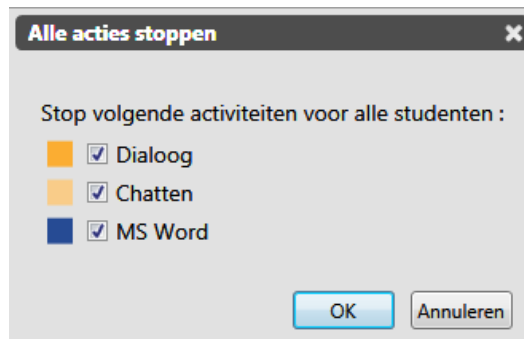 Alle acties stoppen
Stop volgende activiteiten voor alle studenten :
Dialoog
Chatten
MS Word
OK Annuleren